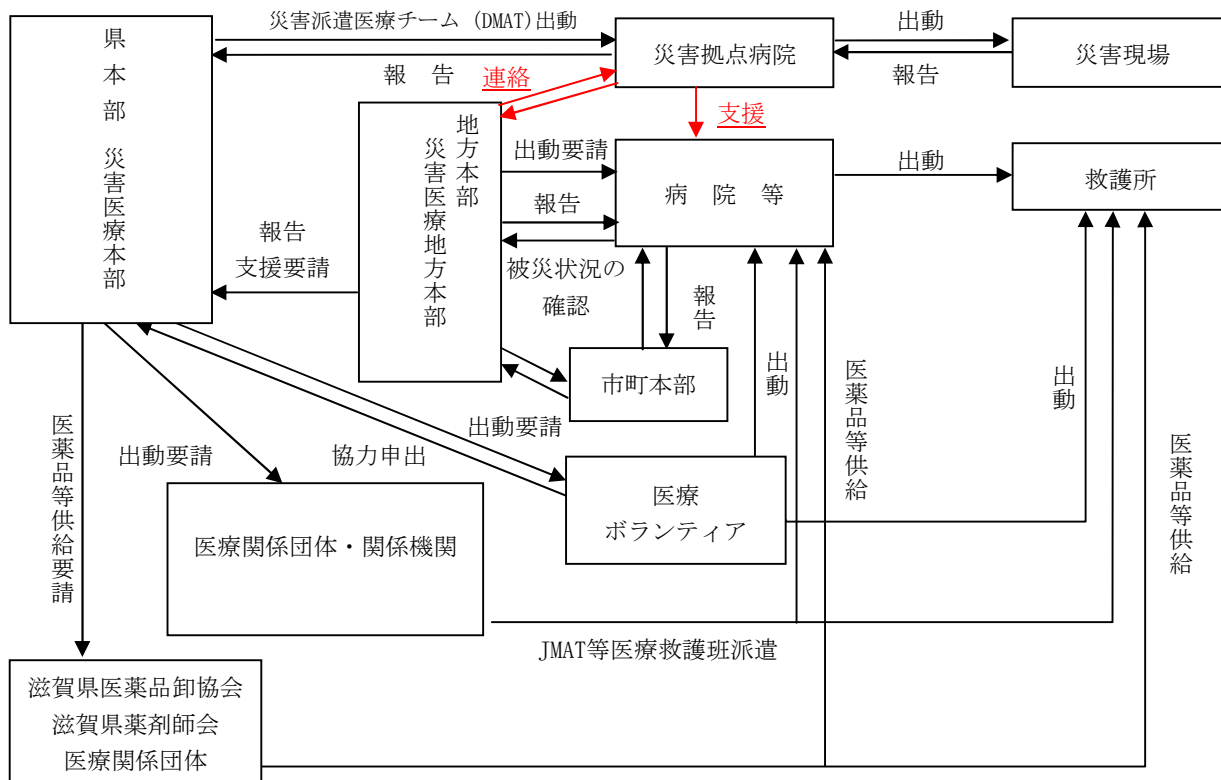 県本部 災害医療本部
災害派遣医療チーム (DMAT)出動
報 告
連絡
災害拠点病院
出動
報告
災害現場
支援
地方本部
災害医療地方本部
出動要請
報告
病 院 等
出動
救護所
報告
支援要請
被災状況の
確認
報告
市町本部
出動
医薬品等供給
出動
医薬品等供給
医薬品等供給要請
出動要請
協力申出
出動要請
医療
ボランティア
医療関係団体・関係機関
JMAT等医療救護班派遣
滋賀県医薬品卸協会
滋賀県薬剤師会
医療関係団体